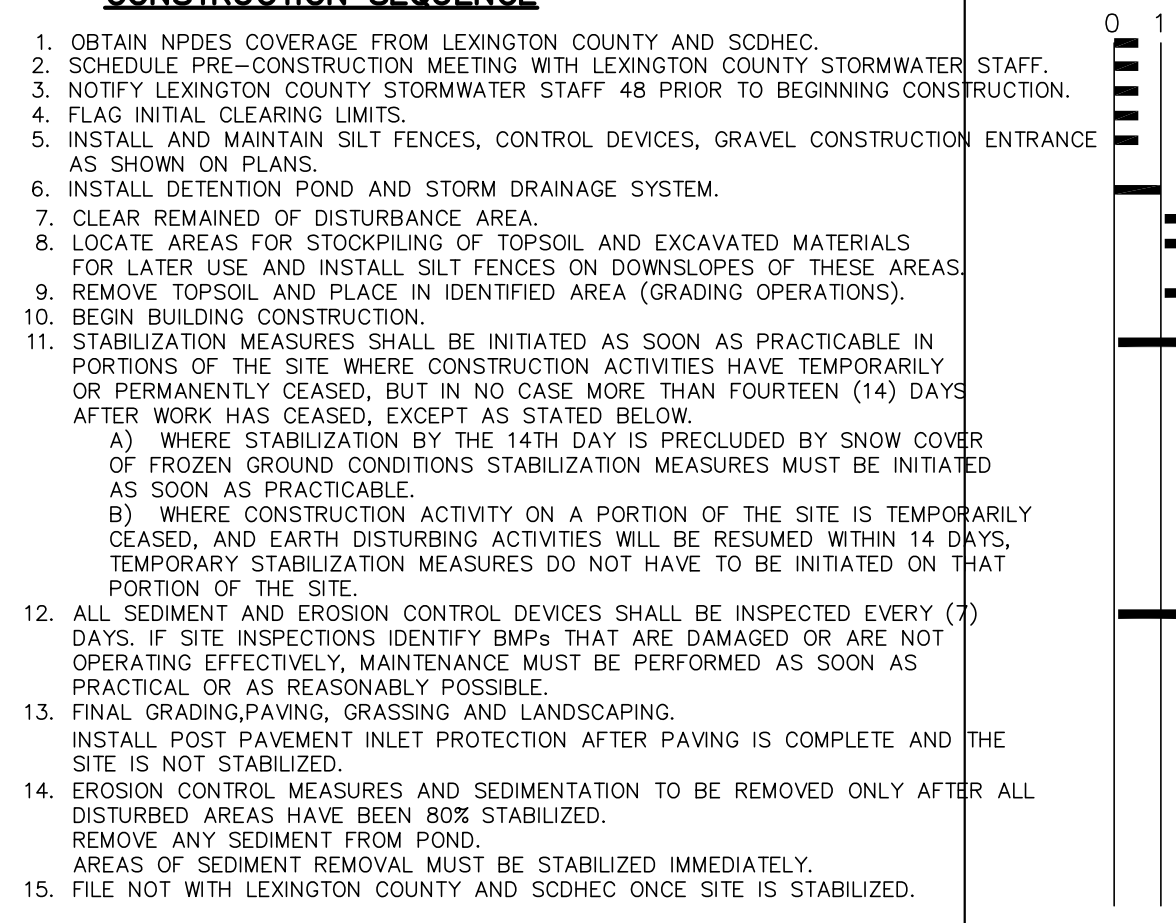 CONSTRUCTION SEQUENCE
0 1
1. OBTAIN NPDES COVERAGE FROM LEXINGTON COUNTY AND SCDHEC.
2. SCHEDULE PRE-CONSTRUCTION MEETING WITH LEXINGTON COUNTY STORMWATER STAFF.
3. NOTIFY LEXINGTON COUNTY STORMWATER STAFF 48 PRIOR TO BEGINNING CONSTRUCTION.
4. FLAG INITIAL CLEARING LIMITS.
5. INSTALL AND MAINTAIN SILT FENCES, CONTROL DEVICES, GRAVEL CONSTRUCTION ENTRANCE
AS SHOWN ON PLANS.
6. INSTALL DETENTION POND AND STORM DRAINAGE SYSTEM.
7. CLEAR REMAINED OF DISTURBANCE AREA.
8. LOCATE AREAS FOR STOCKPILING OF TOPSOIL AND EXCAVATED MATERIALS
FOR LATER USE AND INSTALL SILT FENCES ON DOWNSLOPES OF THESE AREAS.
9. REMOVE TOPSOIL AND PLACE IN IDENTIFIED AREA (GRADING OPERATIONS).
10. BEGIN BUILDING CONSTRUCTION.
11. STABILIZATION MEASURES SHALL BE INITIATED AS SOON AS PRACTICABLE IN
PORTIONS OF THE SITE WHERE CONSTRUCTION ACTIVITIES HAVE TEMPORARILY
OR PERMANENTLY CEASED, BUT IN NO CASE MORE THAN FOURTEEN (14) DAYS
AFTER WORK HAS CEASED, EXCEPT AS STATED BELOW.
A) WHERE STABILIZATION BY THE 14TH DAY IS PRECLUDED BY SNOW COVER
OF FROZEN GROUND CONDITIONS STABILIZATION MEASURES MUST BE INITIATED
AS SOON AS PRACTICABLE.
B) WHERE CONSTRUCTION ACTIVITY ON A PORTION OF THE SITE IS TEMPORARILY
CEASED, AND EARTH DISTURBING ACTIVITIES WILL BE RESUMED WITHIN 14 DAYS,
TEMPORARY STABILIZATION MEASURES DO NOT HAVE TO BE INITIATED ON THAT
PORTION OF THE SITE.
12. ALL SEDIMENT AND EROSION CONTROL DEVICES SHALL BE INSPECTED EVERY (7)
DAYS. IF SITE INSPECTIONS IDENTIFY BMPs THAT ARE DAMAGED OR ARE NOT
OPERATING EFFECTIVELY, MAINTENANCE MUST BE PERFORMED AS SOON AS
PRACTICAL OR AS REASONABLY POSSIBLE.
13. FINAL GRADING,PAVING, GRASSING AND LANDSCAPING.
INSTALL POST PAVEMENT INLET PROTECTION AFTER PAVING IS COMPLETE AND THE
SITE IS NOT STABILIZED.
14. EROSION CONTROL MEASURES AND SEDIMENTATION TO BE REMOVED ONLY AFTER ALL
DISTURBED AREAS HAVE BEEN 80% STABILIZED.
REMOVE ANY SEDIMENT FROM POND.
AREAS OF SEDIMENT REMOVAL MUST BE STABILIZED IMMEDIATELY.
15. FILE NOT WITH LEXINGTON COUNTY AND SCDHEC ONCE SITE IS STABILIZED.